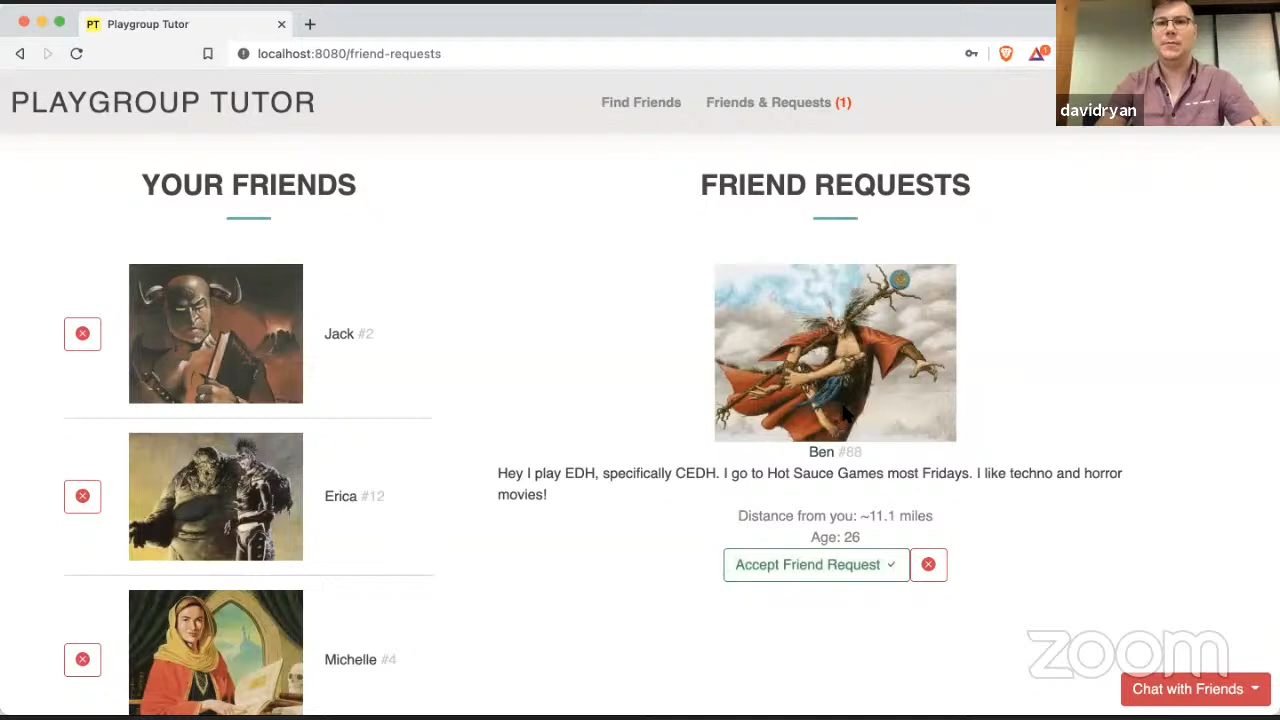 PT Playgroup Tutor
localhost:8080/friend-requests
PLAYGROUP TUTOR
Find Friends
Friends & Requests (1)
davidryan
YOUR FRIENDS
FRIEND REQUESTS
Jack #2
Erica #12
Michelle #4
Ben #88
Hey I play EDH, specifically CEDH. I go to Hot Sauce Games most Fridays. I like techno and horror
movies!
Distance from you: ~11.1 miles
Age: 26
Accept Friend Request
zoom
Chat with Friends